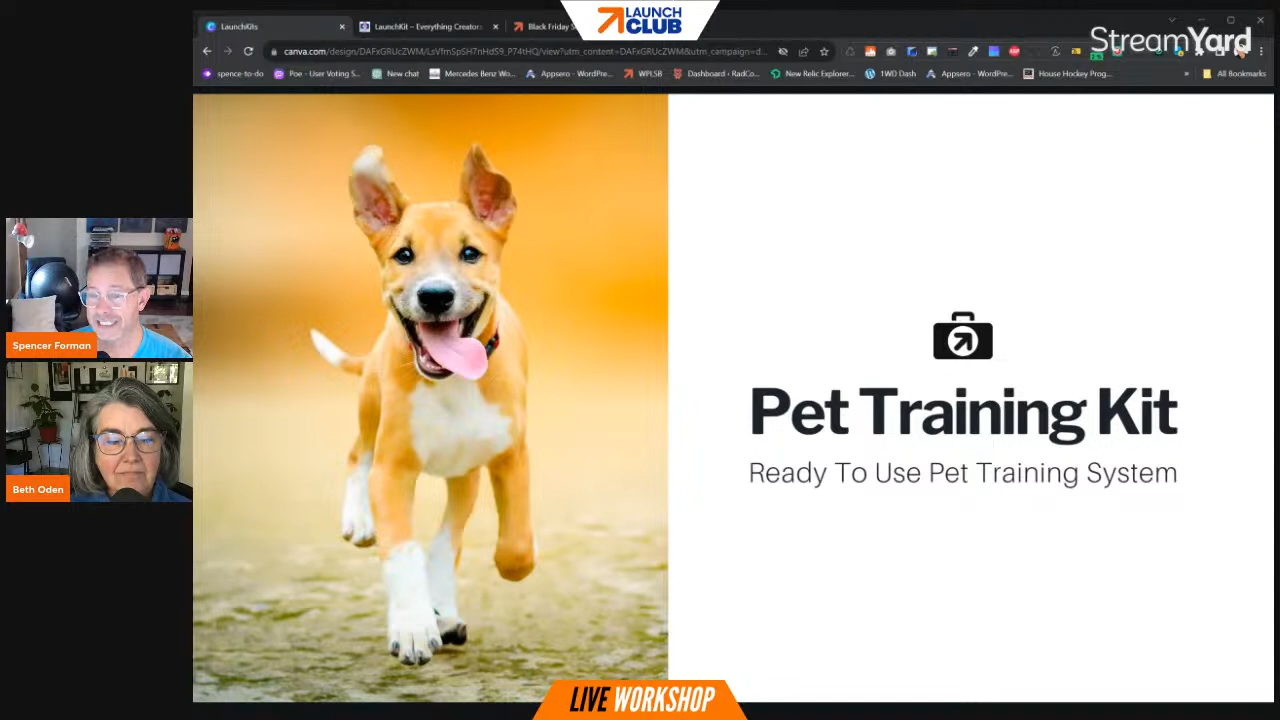 LAUNCH
CLUB
StreamYard
LaunchKits
LaunchKit – Everything Creator
Black Friday S
canva.com/design/DAFxGRUcZWM/LsVfmSpSH7nHdS9_P74tHQ/view?utm_content=DAFxGRUcZWM&utm_campaign=d...
spence-to-do
Poe - User Voting S...
New chat
Mercedes Benz Wo...
Appsero - WordPre...
WPLSB
Dashboard ‹ RadCo...
New Relic Explorer...
1WD Dash
Appsero - WordPre...
House Hockey Prog...
»
All Bookmarks
Pet Training Kit
Ready To Use Pet Training System
Spencer Forman
Beth Oden
LIVE WORKSHOP